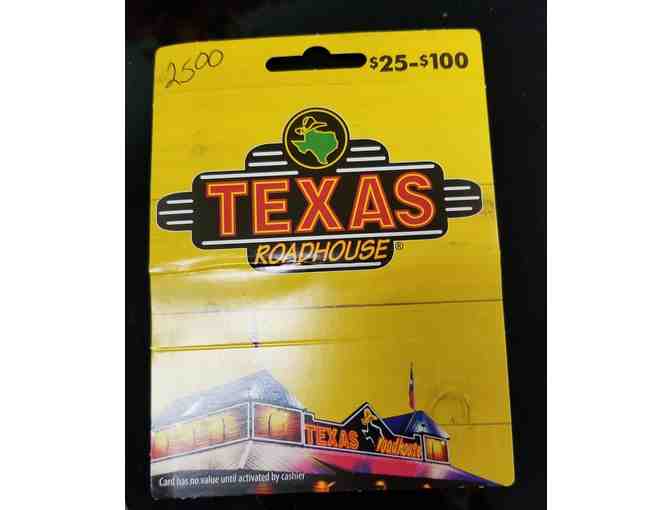 2500
$25-$100
TEXAS
ROADHOUSE®
TEXAS Roadhouse
Card has no value until activated by cashier